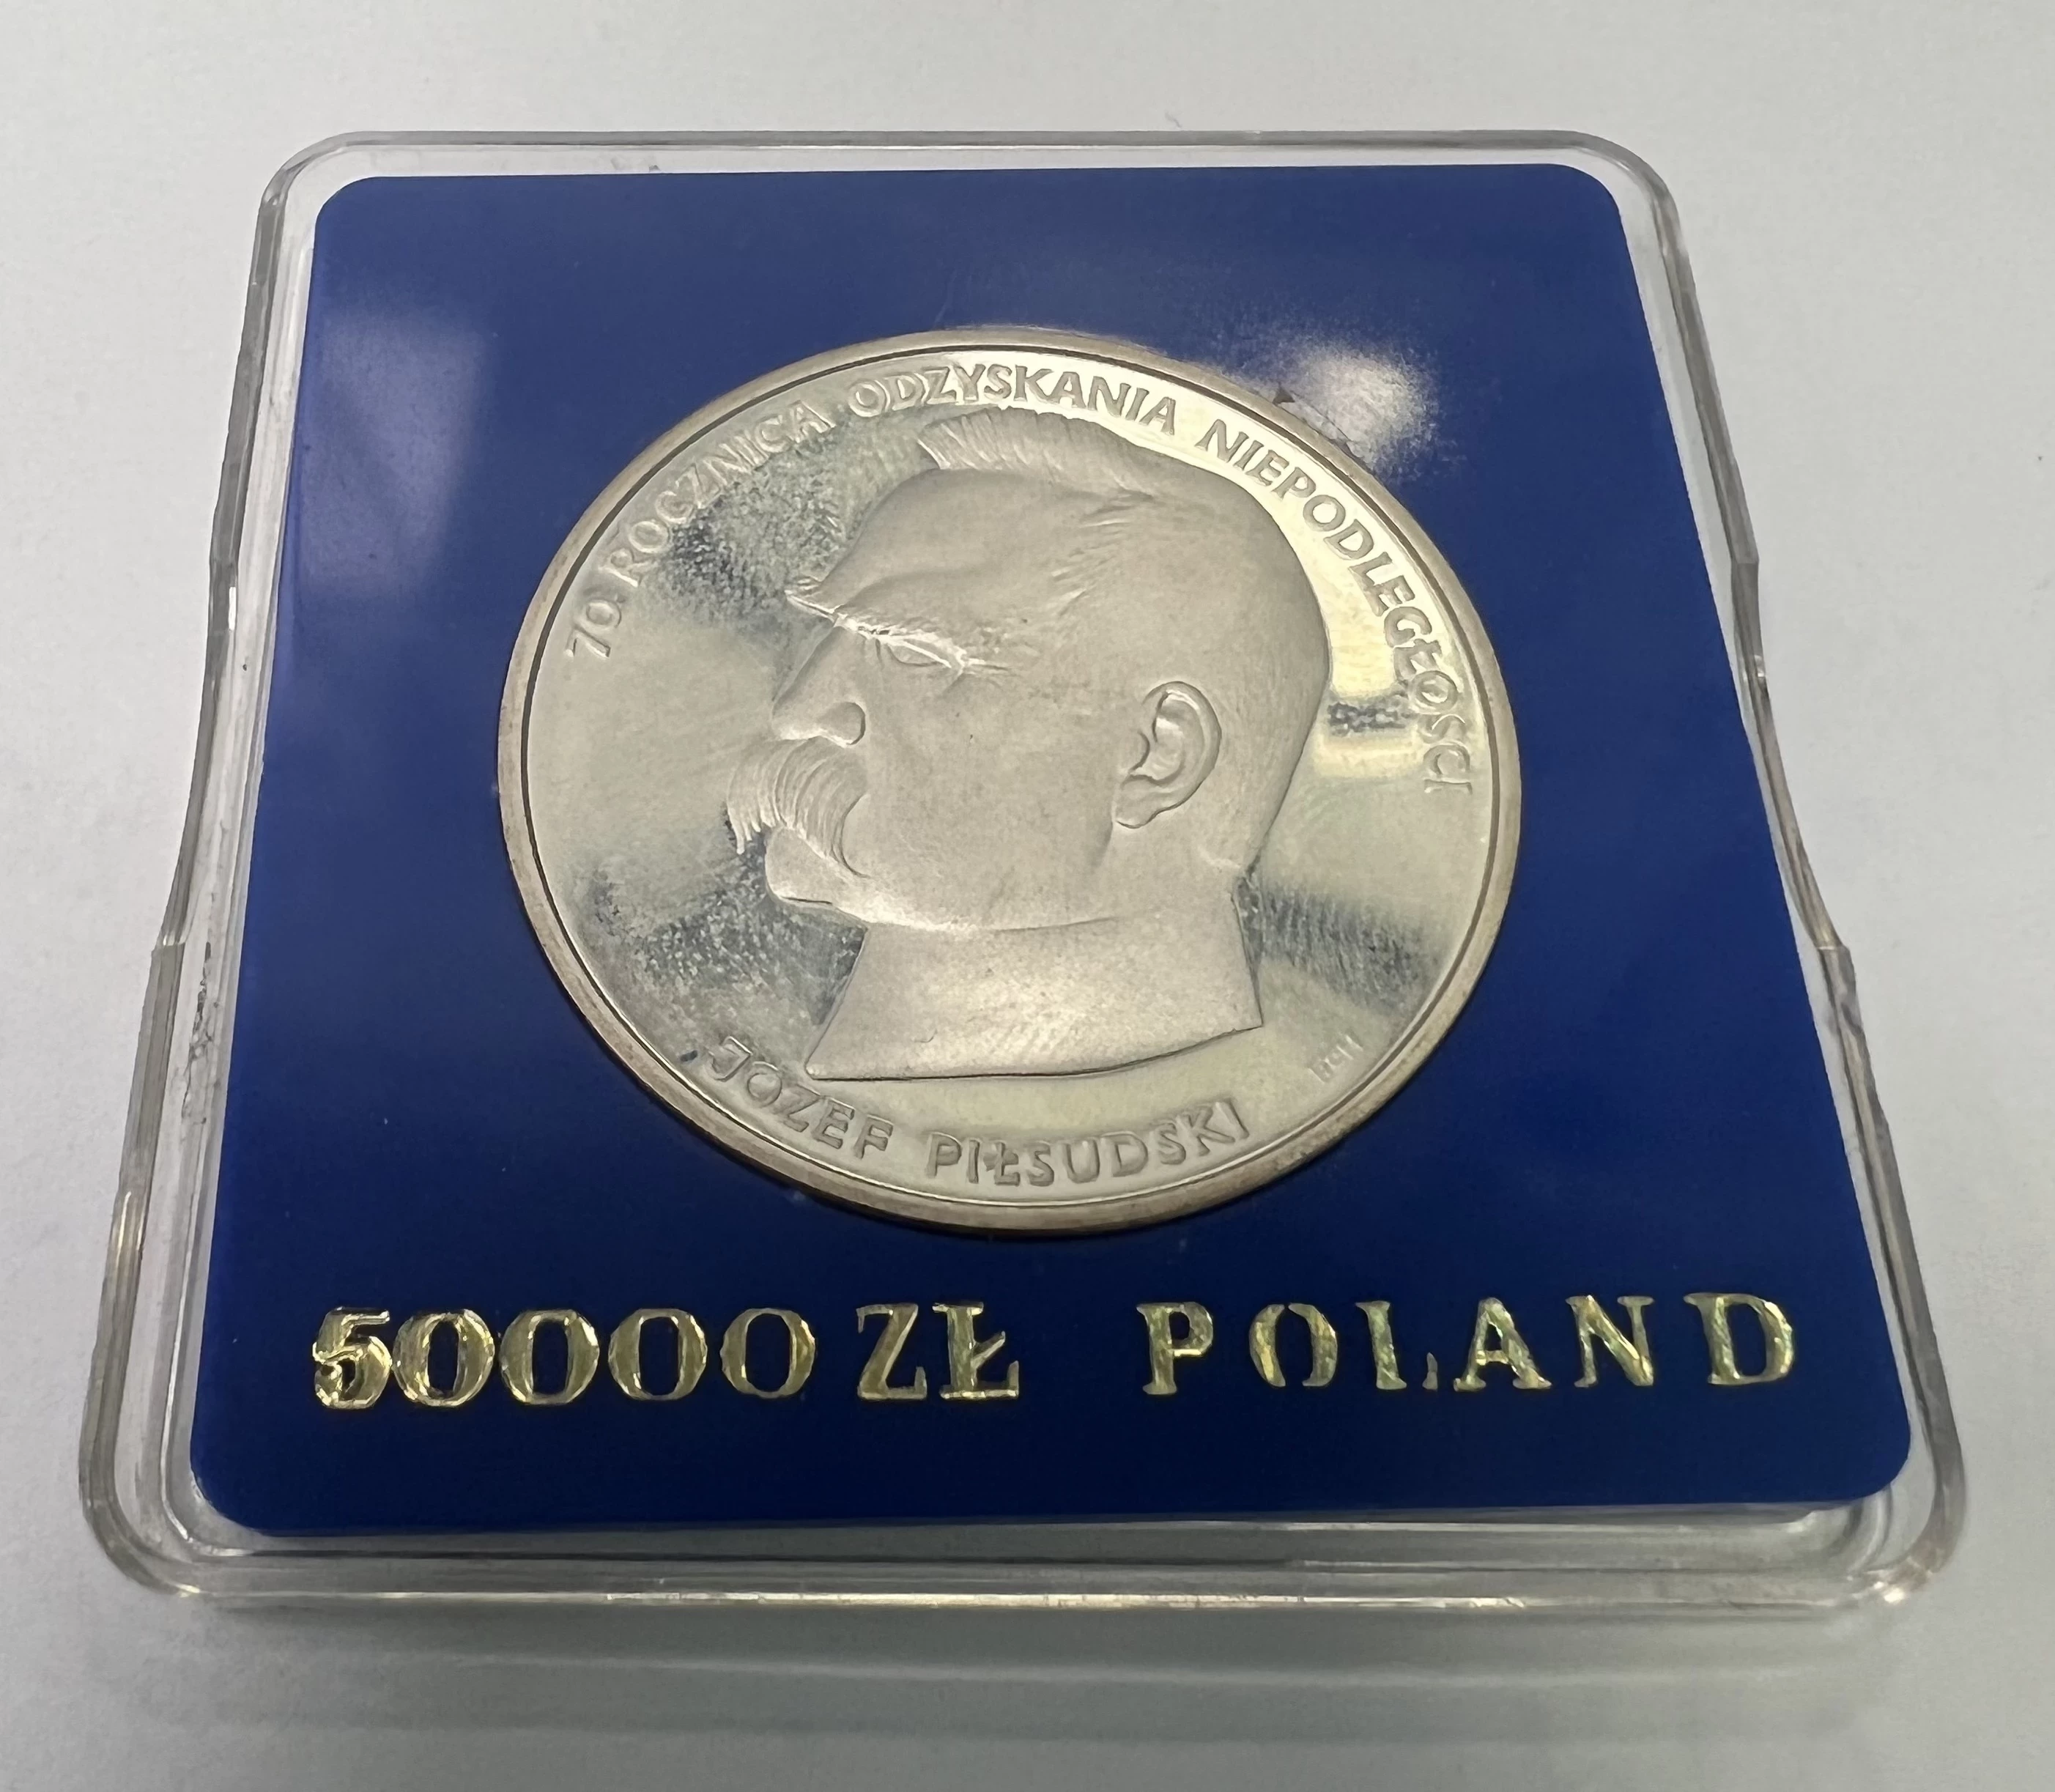 70 ROCZNICA ODZYSKANIA NIEPODLEGŁOŚCI
JÓZEF PIŁSUDSKI
50000 ZŁ POLAND